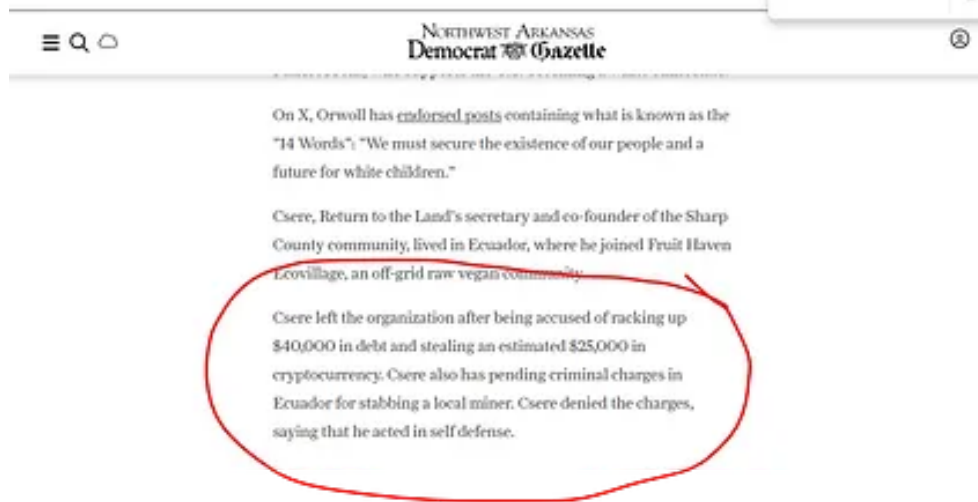 NORTHWEST ARKANSAS
Democrat Gazette
On X, Orwoll has endorsed posts containing what is known as the
"14 Words": "We must secure the existence of our people and a
future for white children."
Csere, Return to the Land's secretary and co-founder of the Sharp
County community, lived in Ecuador, where he joined Fruit Haven
Ecovillage, an off-grid raw vegan community.
Csere left the organization after being accused of racking up
$40,000 in debt and stealing an estimated $25,000 in
cryptocurrency. Csere also has pending criminal charges in
Ecuador for stabbing a local miner. Csere denied the charges,
saying that he acted in self defense.